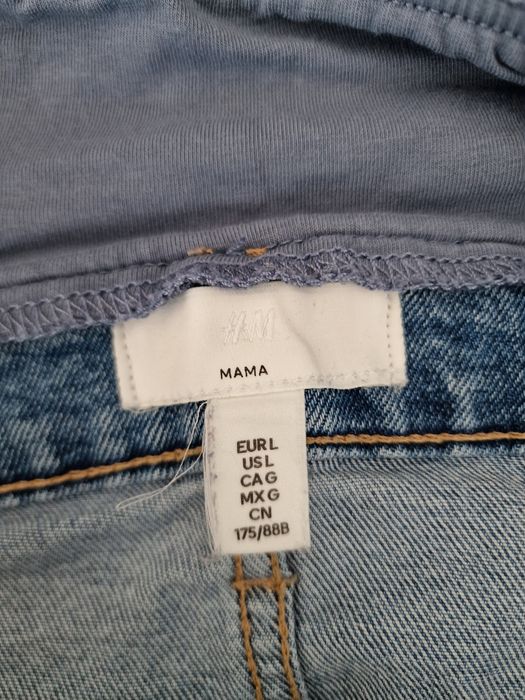 H&M
MAMA
EUR L
US L
CA G
MX G
CN
175/88B